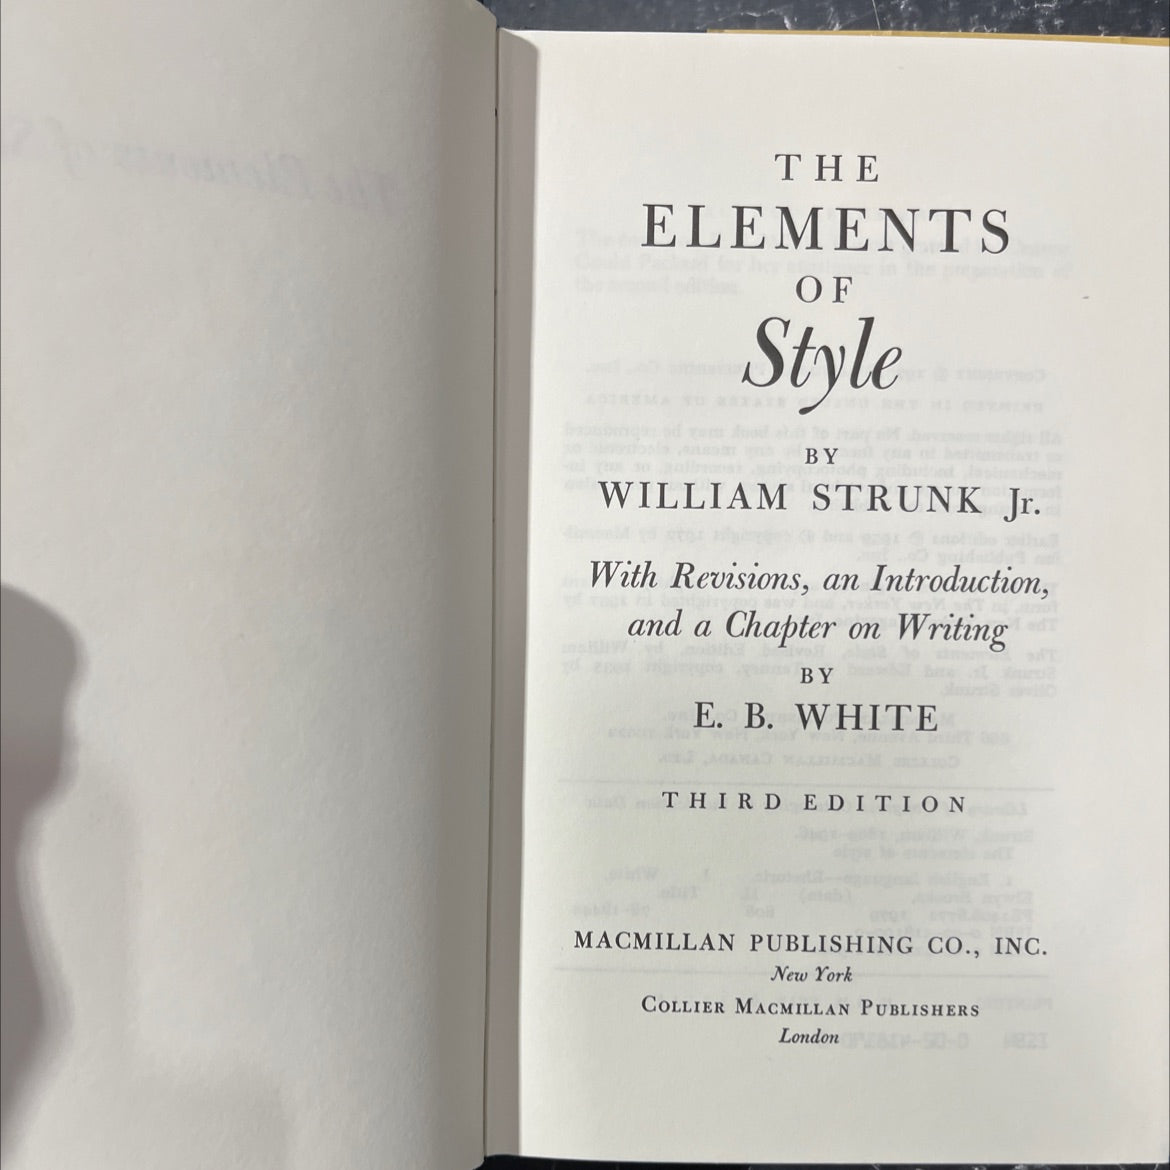 THE
ELEMENTS
OF
Style
BY
WILLIAM STRUNK Jr.
With Revisions, an Introduction,
and a Chapter on Writing
BY
E. B. WHITE
THIRD EDITION
MACMILLAN PUBLISHING CO., INC.
New York
COLLIER MACMILLAN PUBLISHERS
London